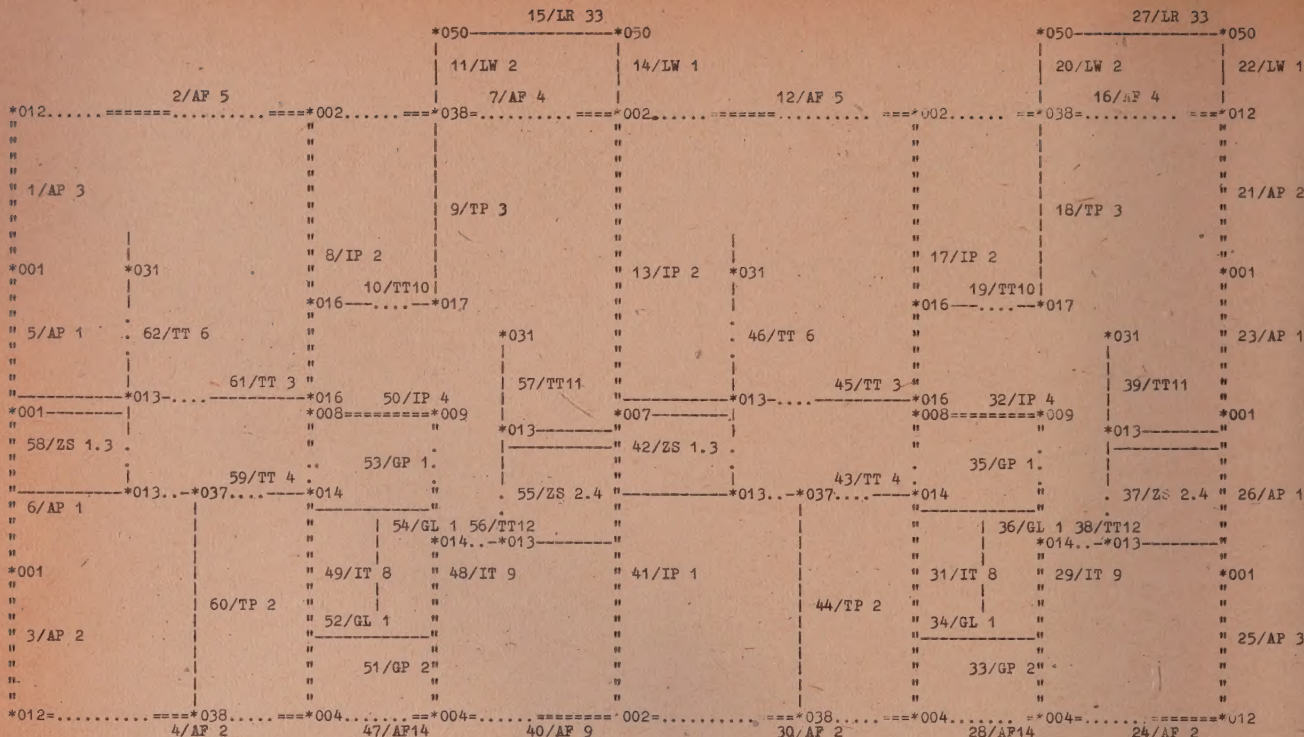 15/LR 33 27/LR 33
*050------------------*050 *050------------------*050
11/LW 2 14/LW 1 20/LW 2 22/LW 1
2/AF 5 7/AF 4 12/AF 5 16/AF 4
*012......=======..........====*002......===*038=.......====*002......=======..........===*002......==*038=........===*012
1/AP 3 21/AP 2
9/TP 3 18/TP 3
8/IP 2 17/IP 2
*001 *031 13/IP 2 *031 *001
10/TT10 19/TT10
*016---....--*017 *016---....--*017
5/AP 1 62/TT 6 *031 46/TT 6 *031 23/AP 1
61/TT 3 57/TT11 45/TT 3 39/TT11
*013-....-----*016 50/IP 4 *013-....-----*016 32/IP 4
*001 *008=========*009 *007 *008=========*009 *001
*013 *013
58/ZS 1.3 42/ZS 1.3
53/GP 1 35/GP 1
59/TT 4 43/TT 4
*013..-*037....----*014 55/ZS 2.4 *013..-*037....----*014 37/ZS 2.4
6/AP 1 26/AP 1
54/GL 1 56/TT12 36/GL 1 38/TT12
*014..-*013 *014..-*013
*001 49/IT 8 48/IT 9 41/IP 1 31/IT 8 29/IT 9 *001
60/TP 2 44/TP 2
52/GL 1 34/GL 1
3/AP 2 25/AP 3
51/GP 2 33/GP 2
*012=..........====*038.....===*004......==*004=.....======== 002=..........===*038.....===*004.......=*004=......=======*012
4/AF 2 47/AF14 40/AF 9 30/AF 2 28/AF14 24/AF 2